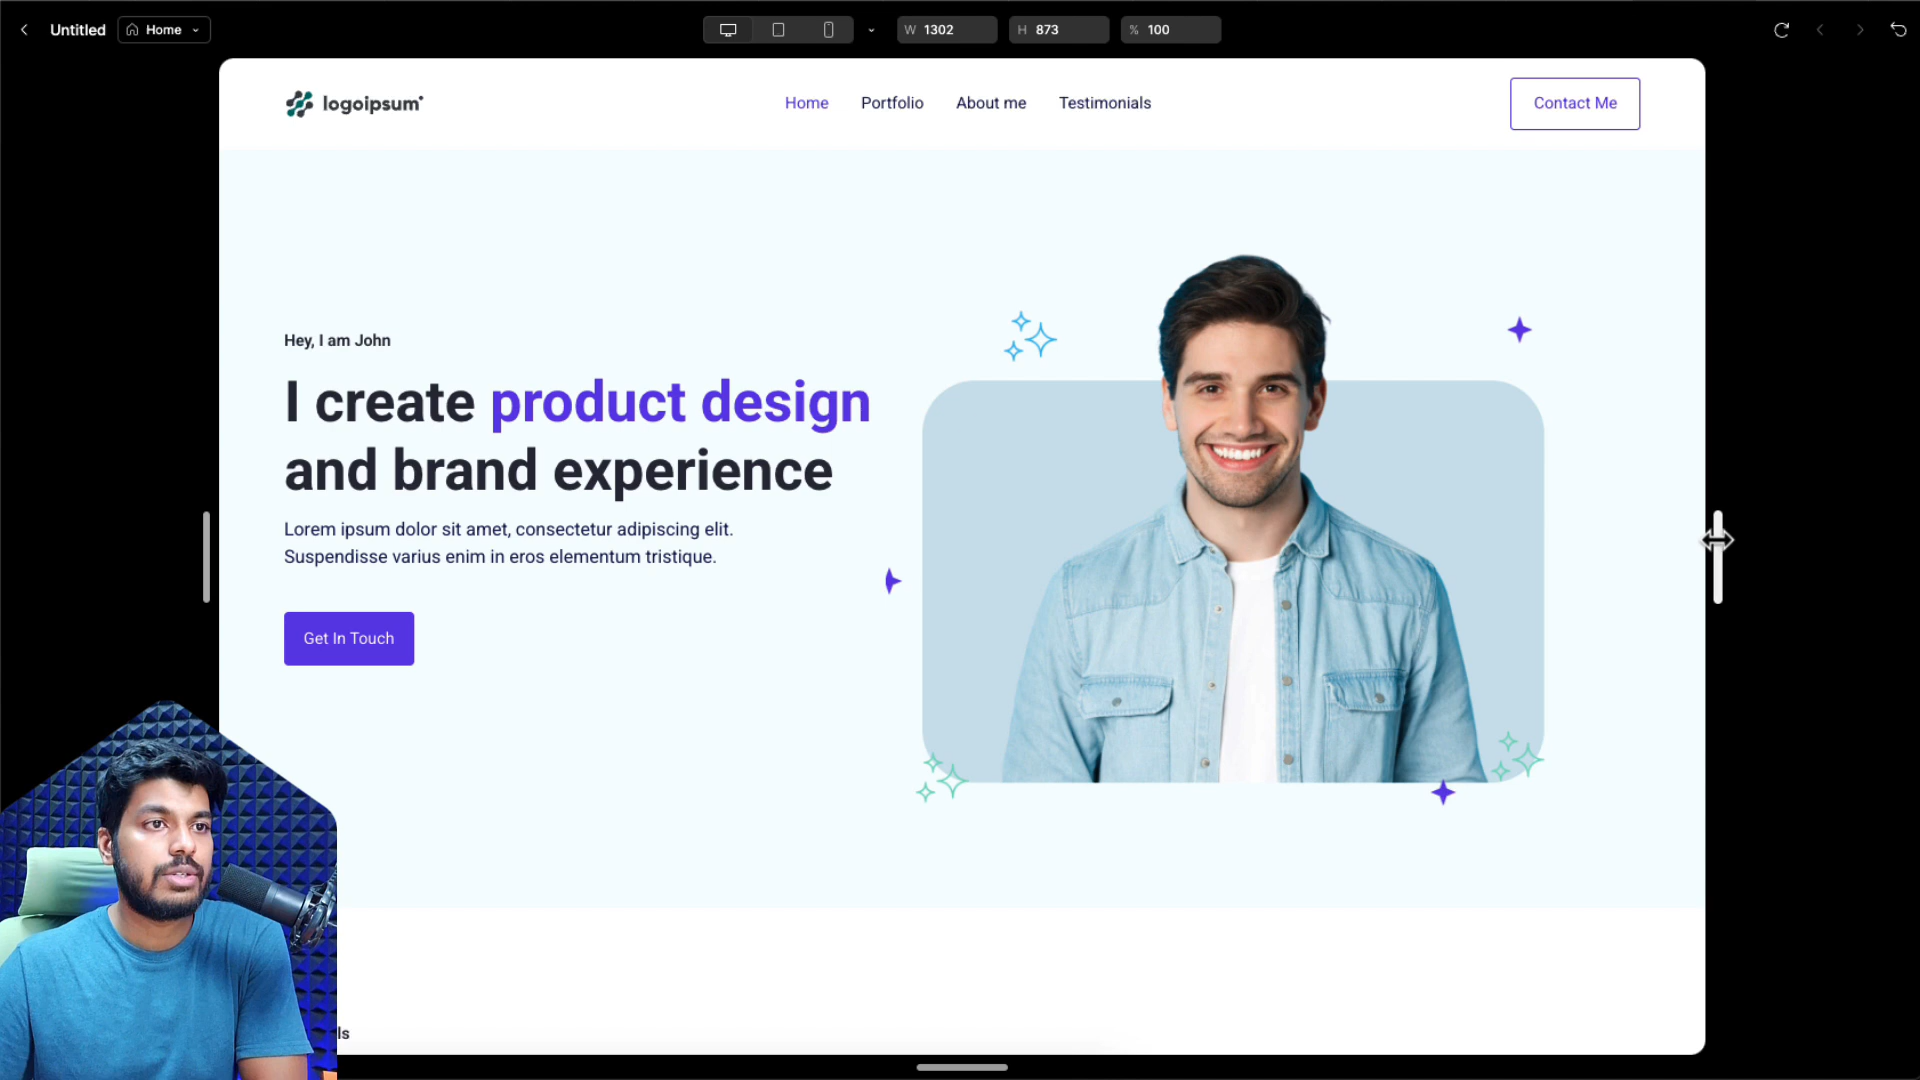 Untitled
Home
W 1302
H 873
% 100
logoipsum
Home
Portfolio
About me
Testimonials
Contact Me
Hey, I am John
I create product design
and brand experience
Lorem ipsum dolor sit amet, consectetur adipiscing elit.
Suspendisse varius enim in eros elementum tristique.
Get In Touch
ls